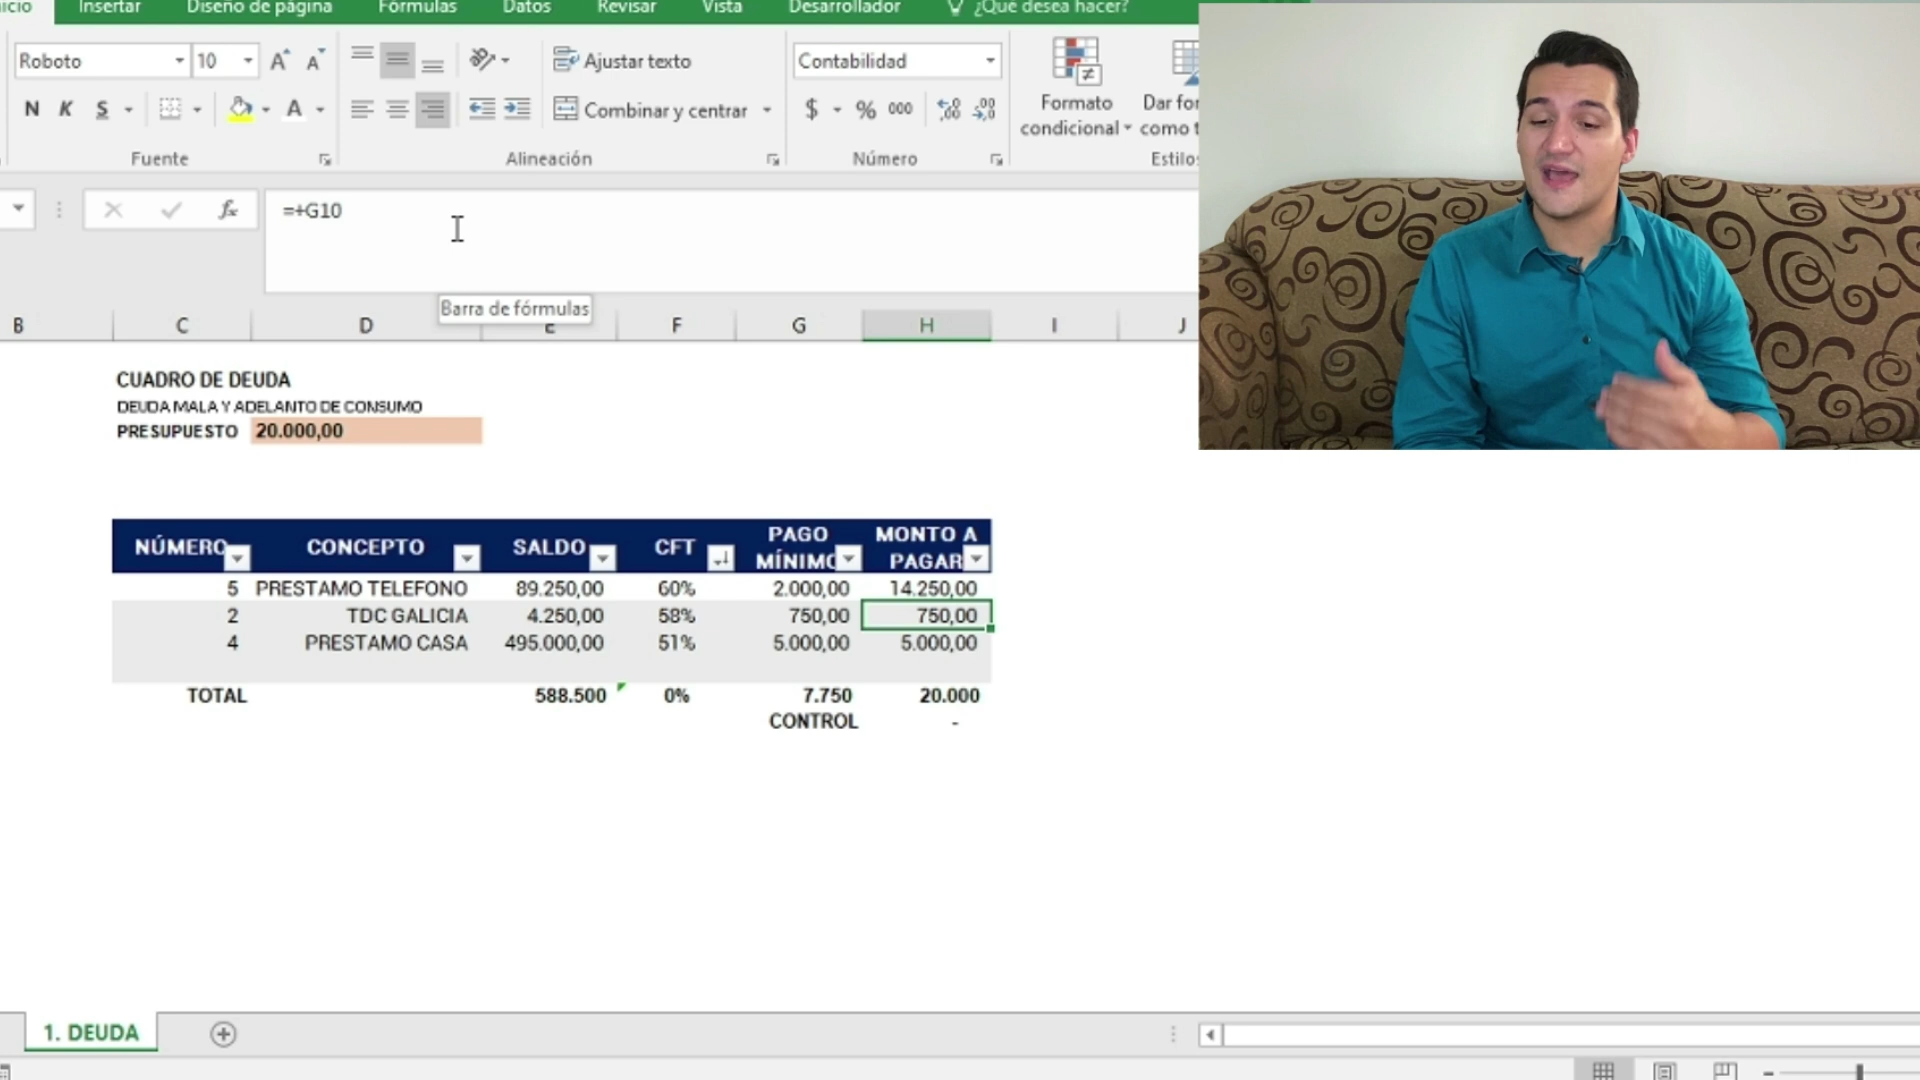 Insertar Diseño de página Fórmulas Datos Revisar Vista Desarrollador ¿Qué desea hacer?
Roboto 10 A A Ajustar texto Contabilidad
N K S A Combinar y centrar $ % 000 Formato condicional
Fuente Alineación Número
fx =+G10
Barra de fórmulas
B C D E F G H I J
CUADRO DE DEUDA
DEUDA MALA Y ADELANTO DE CONSUMO
PRESUPUESTO 20.000,00
NÚMERO CONCEPTO SALDO CFT PAGO MÍNIMO MONTO A PAGAR
5 PRESTAMO TELEFONO 89.250,00 60% 2.000,00 14.250,00
2 TDC GALICIA 4.250,00 58% 750,00 750,00
4 PRESTAMO CASA 495.000,00 51% 5.000,00 5.000,00
TOTAL 588.500 0% 7.750 20.000
CONTROL -
1. DEUDA